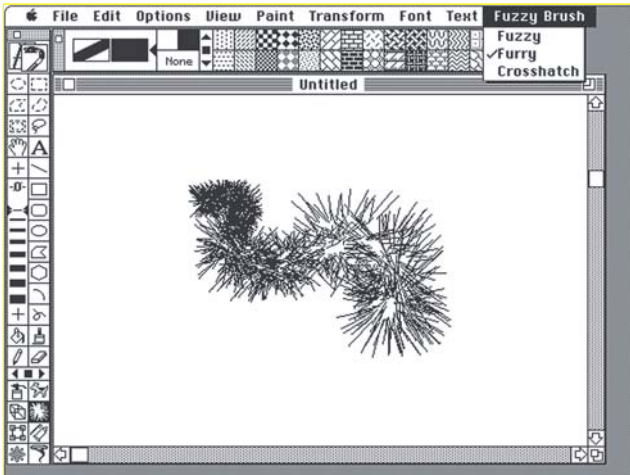 File Edit Options View Paint Transform Font Text Fuzzy Brush
Fuzzy
✓Furry
Crosshatch
None
Untitled
A